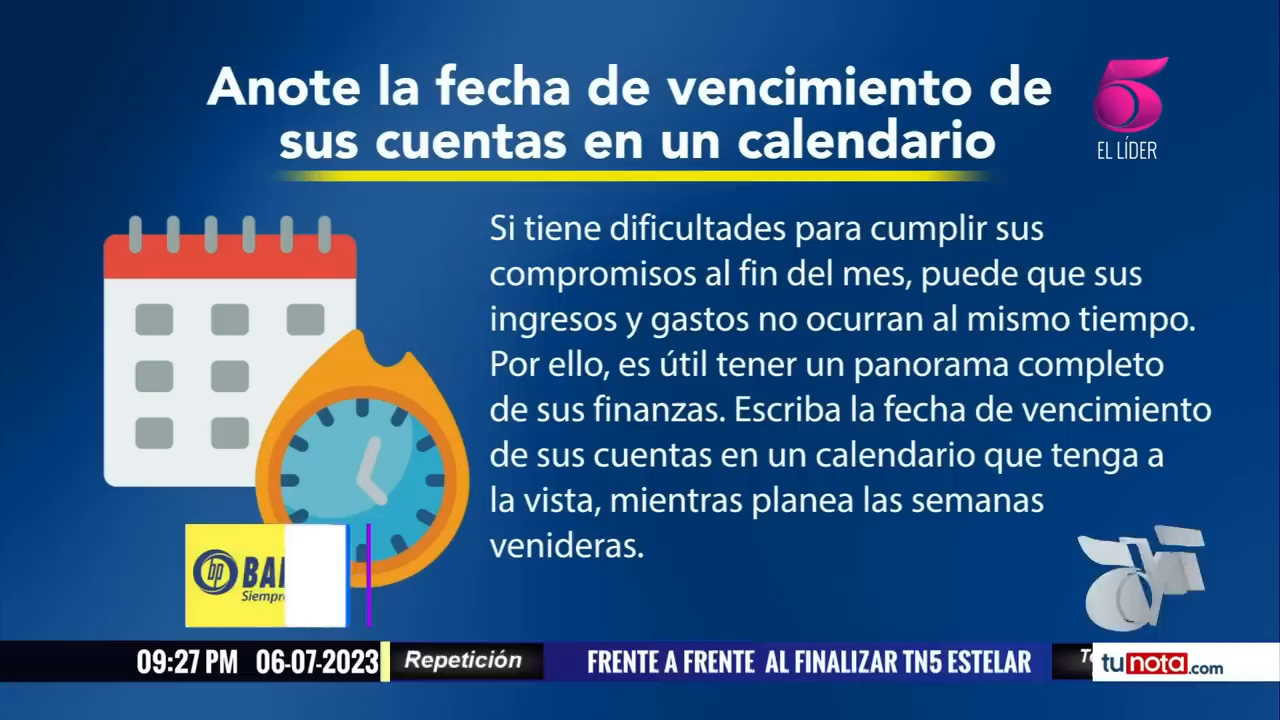 Anote la fecha de vencimiento de
sus cuentas en un calendario
5
EL LÍDER
Si tiene dificultades para cumplir sus
compromisos al fin del mes, puede que sus
ingresos y gastos no ocurran al mismo tiempo.
Por ello, es útil tener un panorama completo
de sus finanzas. Escriba la fecha de vencimiento
de sus cuentas en un calendario que tenga a
la vista, mientras planea las semanas
venideras.
bp
09:27 PM 06-07-2023 Repetición FRENTE A FRENTE AL FINALIZAR TN5 ESTELAR tunota.com